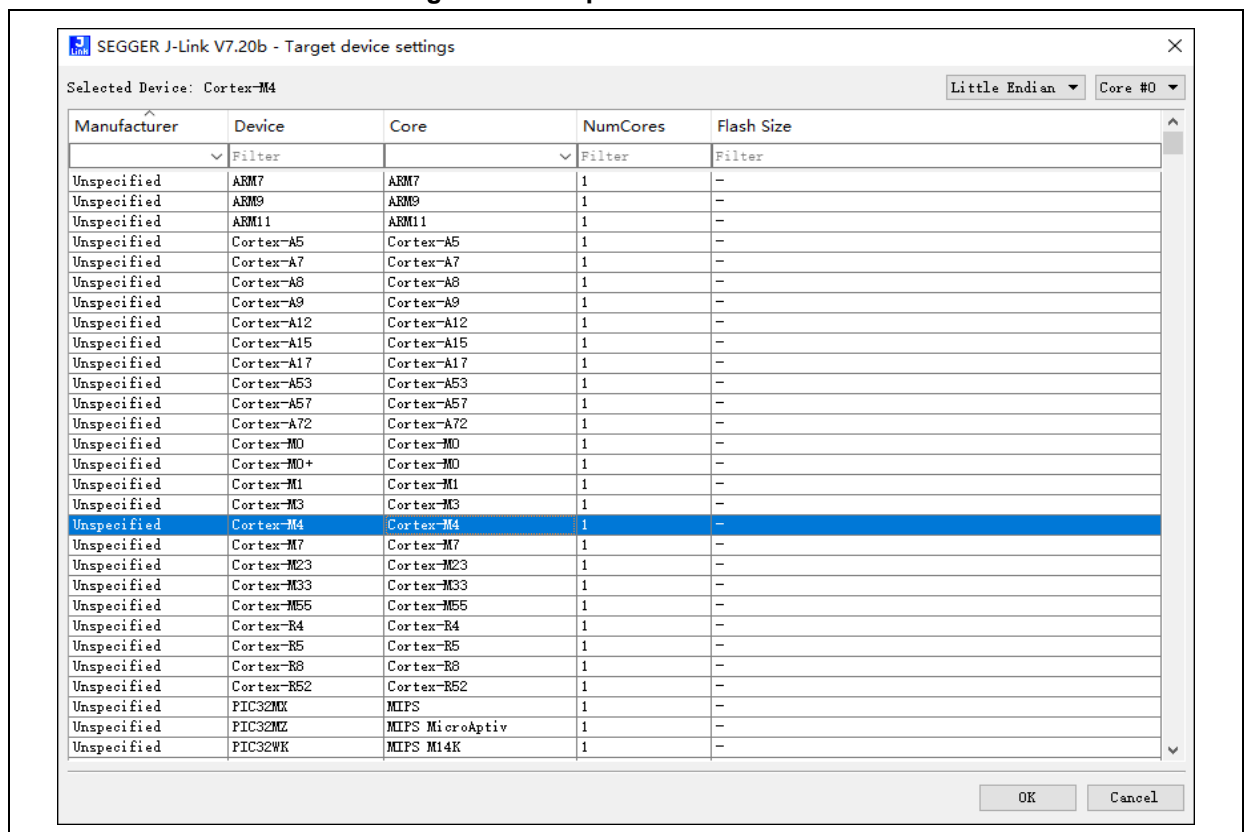 SEGGER J-Link V7.20b - Target device settings
Selected Device: Cortex-M4 Little Endian Core #0
Manufacturer Device Core NumCores Flash Size
Filter Filter Filter
Unspecified ARM7 ARM7 1 -
Unspecified ARM9 ARM9 1 -
Unspecified ARM11 ARM11 1 -
Unspecified Cortex-A5 Cortex-A5 1 -
Unspecified Cortex-A7 Cortex-A7 1 -
Unspecified Cortex-A8 Cortex-A8 1 -
Unspecified Cortex-A9 Cortex-A9 1 -
Unspecified Cortex-A12 Cortex-A12 1 -
Unspecified Cortex-A15 Cortex-A15 1 -
Unspecified Cortex-A17 Cortex-A17 1 -
Unspecified Cortex-A53 Cortex-A53 1 -
Unspecified Cortex-A57 Cortex-A57 1 -
Unspecified Cortex-A72 Cortex-A72 1 -
Unspecified Cortex-M0 Cortex-M0 1 -
Unspecified Cortex-M0+ Cortex-M0 1 -
Unspecified Cortex-M1 Cortex-M1 1 -
Unspecified Cortex-M3 Cortex-M3 1 -
Unspecified Cortex-M4 Cortex-M4 1 -
Unspecified Cortex-M7 Cortex-M7 1 -
Unspecified Cortex-M23 Cortex-M23 1 -
Unspecified Cortex-M33 Cortex-M33 1 -
Unspecified Cortex-M55 Cortex-M55 1 -
Unspecified Cortex-R4 Cortex-R4 1 -
Unspecified Cortex-R5 Cortex-R5 1 -
Unspecified Cortex-R8 Cortex-R8 1 -
Unspecified Cortex-R52 Cortex-R52 1 -
Unspecified PIC32MX MIPS 1 -
Unspecified PIC32MZ MIPS MicroAptiv 1 -
Unspecified PIC32WK MIPS M14K 1 -
OK Cancel